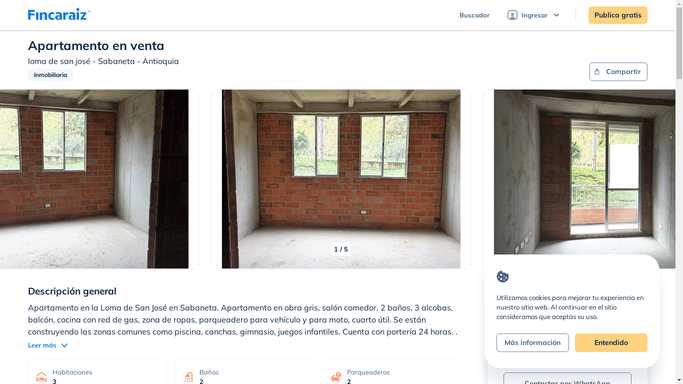 Fincaraiz
Buscador
Ingresar
Publica gratis
Apartamento en venta
loma de san josé - Sabaneta - Antioquia
Inmobiliaria
Compartir
1 / 5
Descripción general
Apartamento en la Loma de San José en Sabaneta. Apartamento en obra gris, salón comedor, 2 baños, 3 alcobas,
balcón, cocina con red de gas, zona de ropas, parqueadero para vehículo y para moto, cuarto útil. Se están
construyendo las zonas comunes como piscina, canchas, gimnasio, juegos infantiles. Cuenta con portería 24 horas. .
Leer más
Habitaciones
3
Baños
2
Parqueaderos
2
Utilizamos cookies para mejorar tu experiencia en
nuestro sitio web. Al continuar en el sitio
consideramos que aceptas su uso.
Más información
Entendido
Contactar por WhatsApp